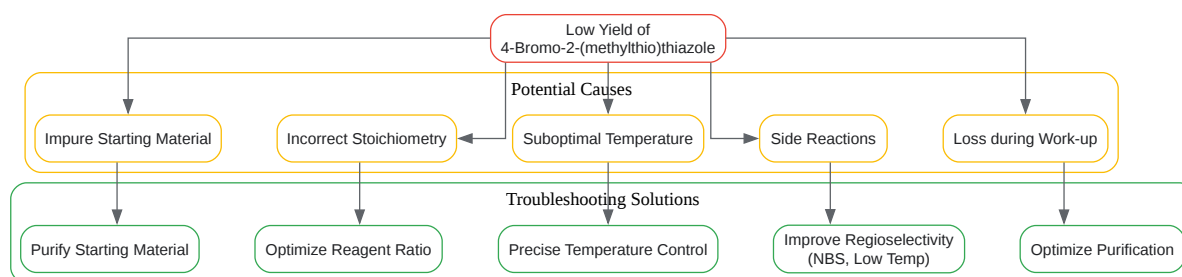 Low Yield of
4-Bromo-2-(methylthio)thiazole
Potential Causes
Impure Starting Material
Incorrect Stoichiometry
Suboptimal Temperature
Side Reactions
Loss during Work-up
Troubleshooting Solutions
Purify Starting Material
Optimize Reagent Ratio
Precise Temperature Control
Improve Regioselectivity
(NBS, Low Temp)
Optimize Purification